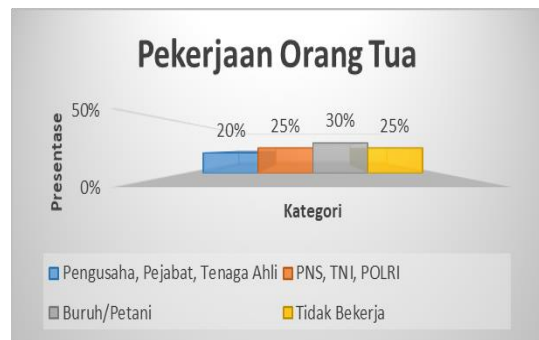 Pekerjaan Orang Tua
Presentase
50%
0%
20% 25% 30% 25%
Kategori
Pengusaha, Pejabat, Tenaga Ahli PNS, TNI, POLRI
Buruh/Petani Tidak Bekerja